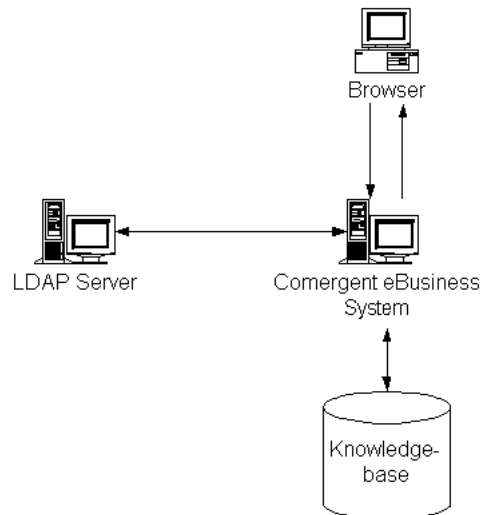 Browser
LDAP Server
Comergent eBusiness
System
Knowledge-
base